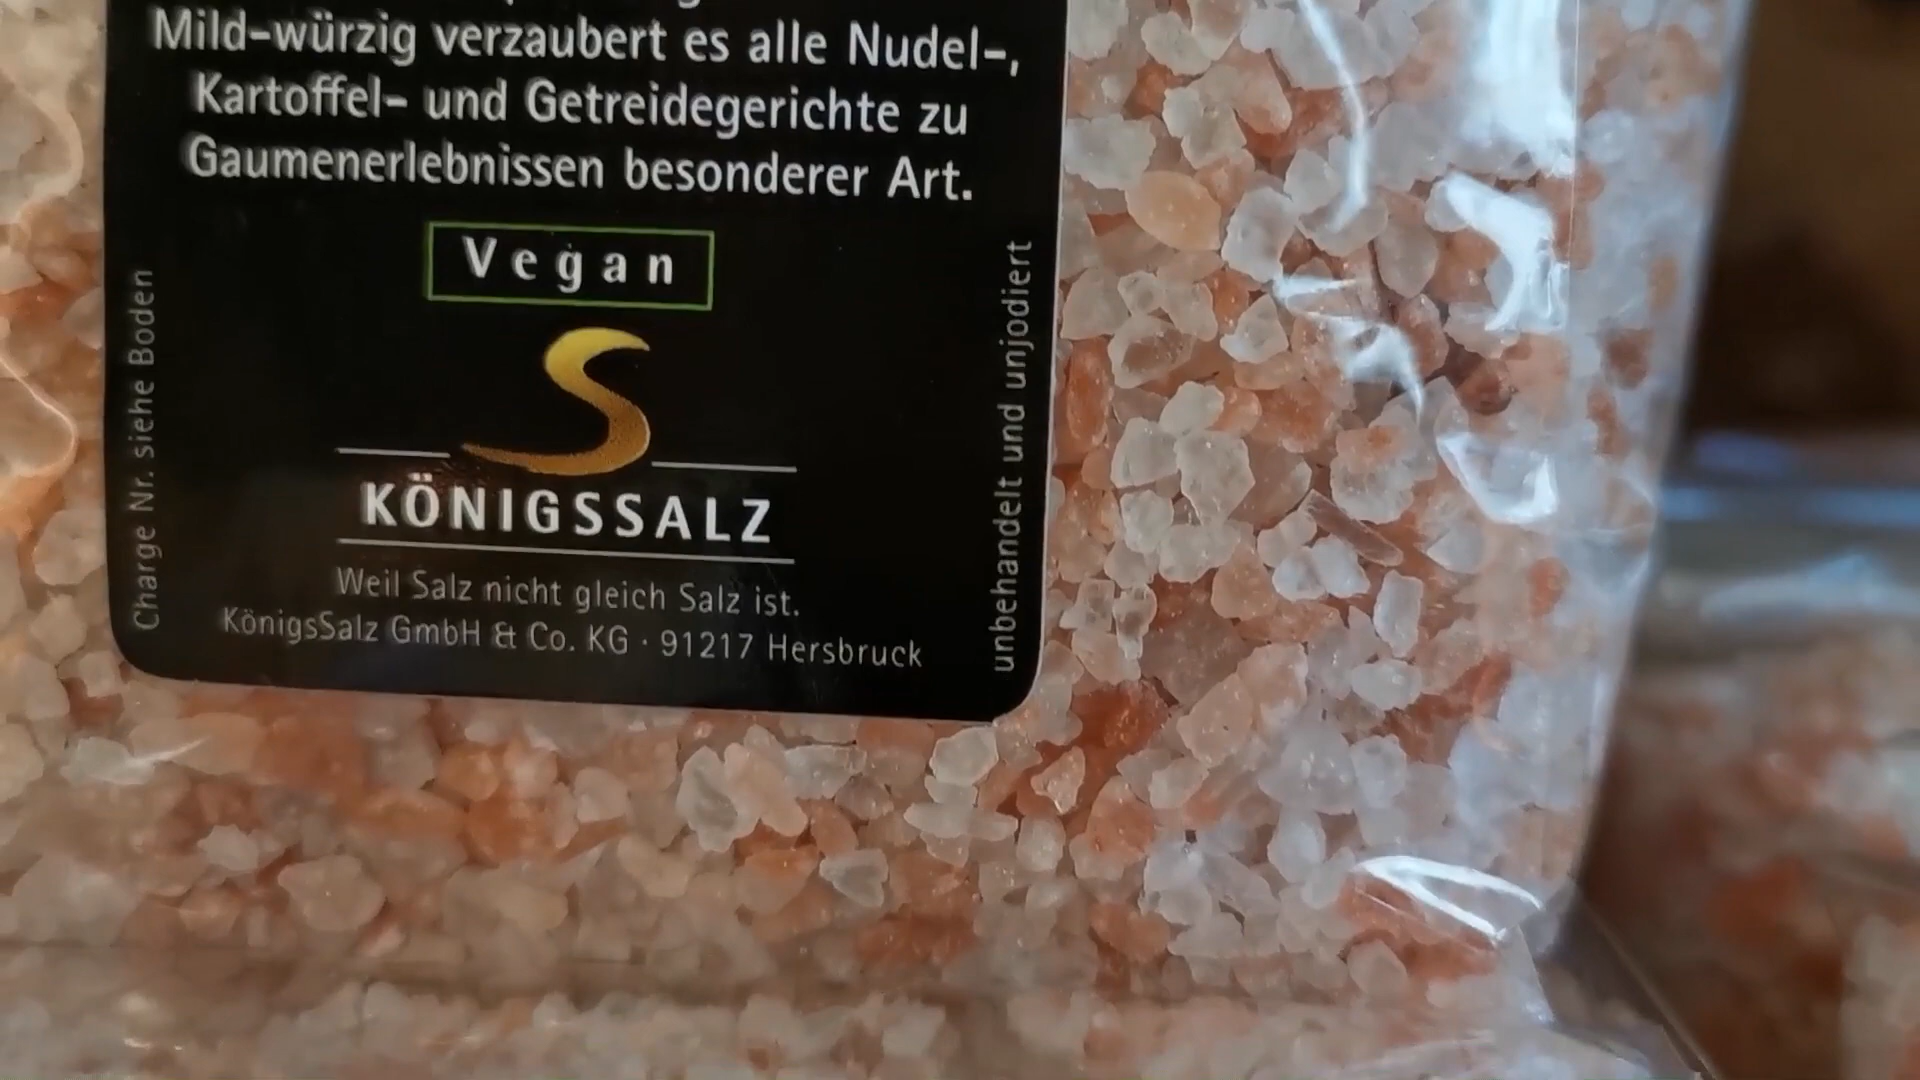 Mild-würzig verzaubert es alle Nudel-,
Kartoffel- und Getreidegerichte zu
Gaumenerlebnissen besonderer Art.
Vegan
KÖNIGSSALZ
Weil Salz nicht gleich Salz ist.
KönigsSalz GmbH & Co. KG · 91217 Hersbruck
Charge Nr. siehe Boden
unbehandelt und unjodiert